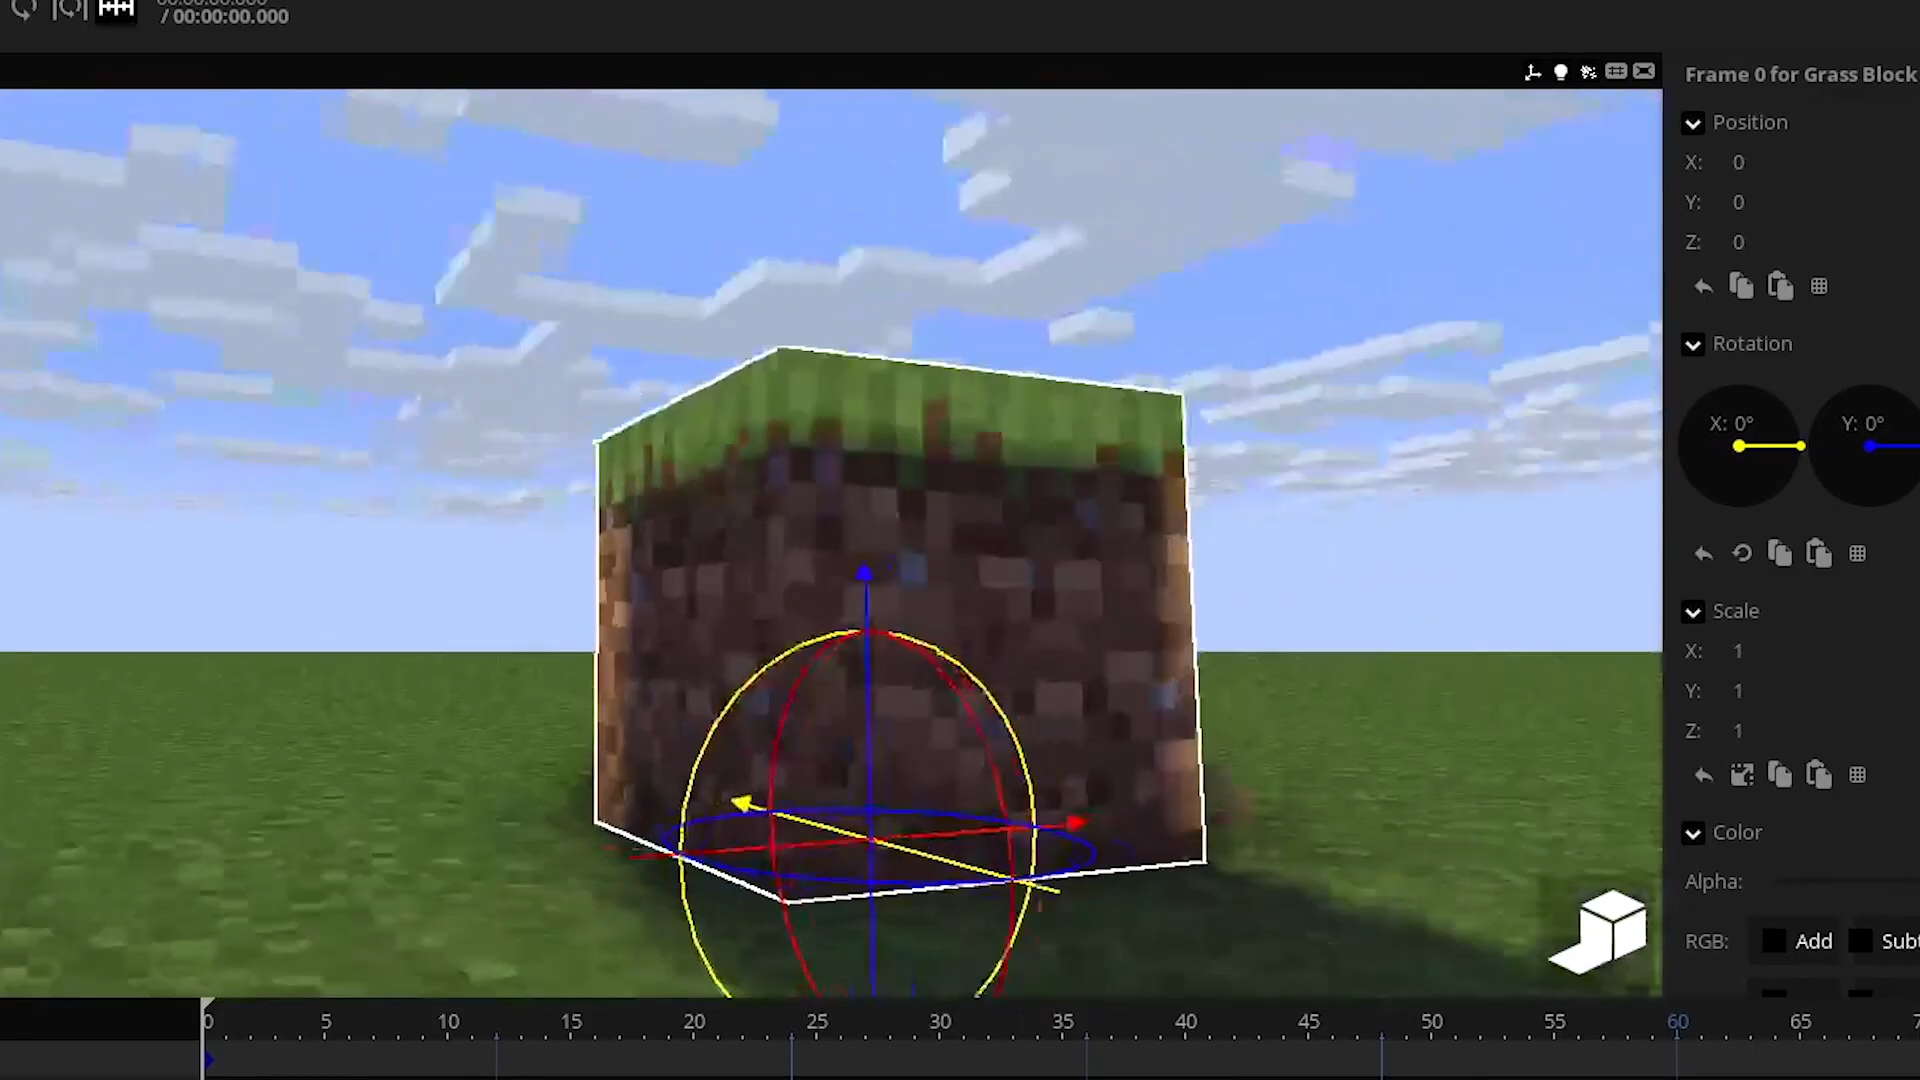 / 00:00:00.000
Frame 0 for Grass Block
Position
X: 0
Y: 0
Z: 0
Rotation
X: 0° Y: 0°
Scale
X: 1
Y: 1
Z: 1
Color
Alpha:
RGB: Add Subt
0 5 10 15 20 25 30 35 40 45 50 55 60 65 7